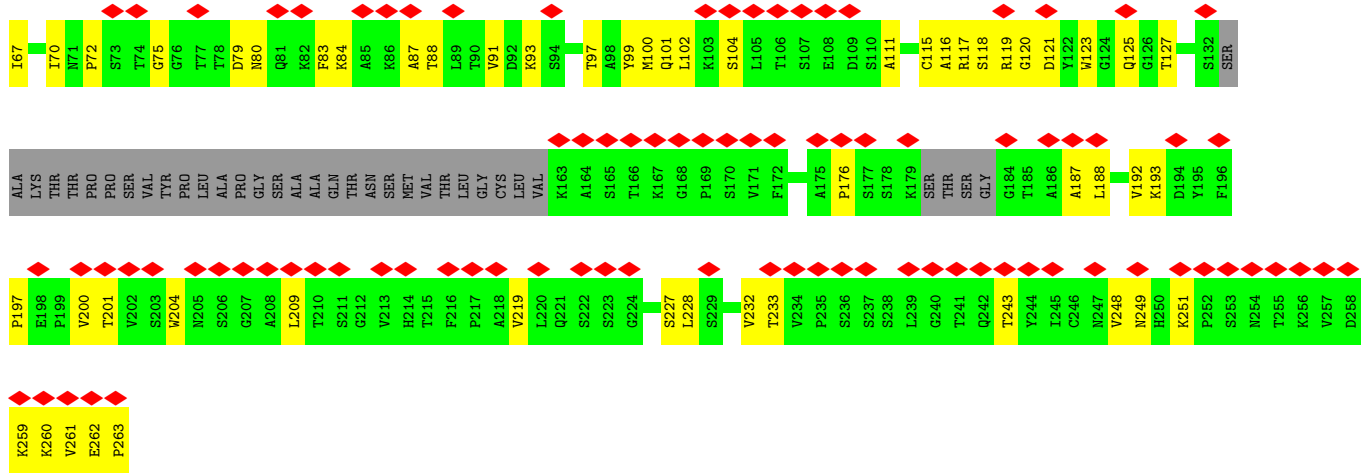 I67 I70 N71 P72 S73 T74 G75 G76 T77 T78 D79 N80 Q81 K82 F83 K84 A85 K86 A87 T88 L89 T90 V91 D92 K93 S94 T97 A98 Y99 M100 Q101 L102 K103 S104 L105 T106 S107 E108 D109 S110 A111 C115 A116 R117 S118 R119 G120 D121 Y122 W123 G124 Q125 G126 T127 S132 SER
ALA LYS THR THR PRO PRO SER VAL TYR PRO LEU ALA PRO GLY SER ALA ALA GLN THR ASN SER MET VAL THR LEU GLY CYS LEU VAL K163 A164 S165 T166 K167 G168 P169 S170 V171 F172 A175 P176 S177 S178 K179 SER THR SER GLY G184 T185 A186 A187 L188 V192 K193 D194 Y195 F196
P197 E198 P199 V200 T201 V202 S203 W204 N205 S206 G207 A208 L209 T210 S211 G212 V213 H214 T215 F216 P217 A218 V219 L220 Q221 S222 S223 G224 S227 L228 S229 V232 T233 V234 P235 S236 S237 S238 L239 G240 T241 Q242 T243 Y244 I245 C246 N247 V248 N249 H250 K251 P252 S253 N254 T255 K256 V257 D258
K259 K260 V261 E262 P263